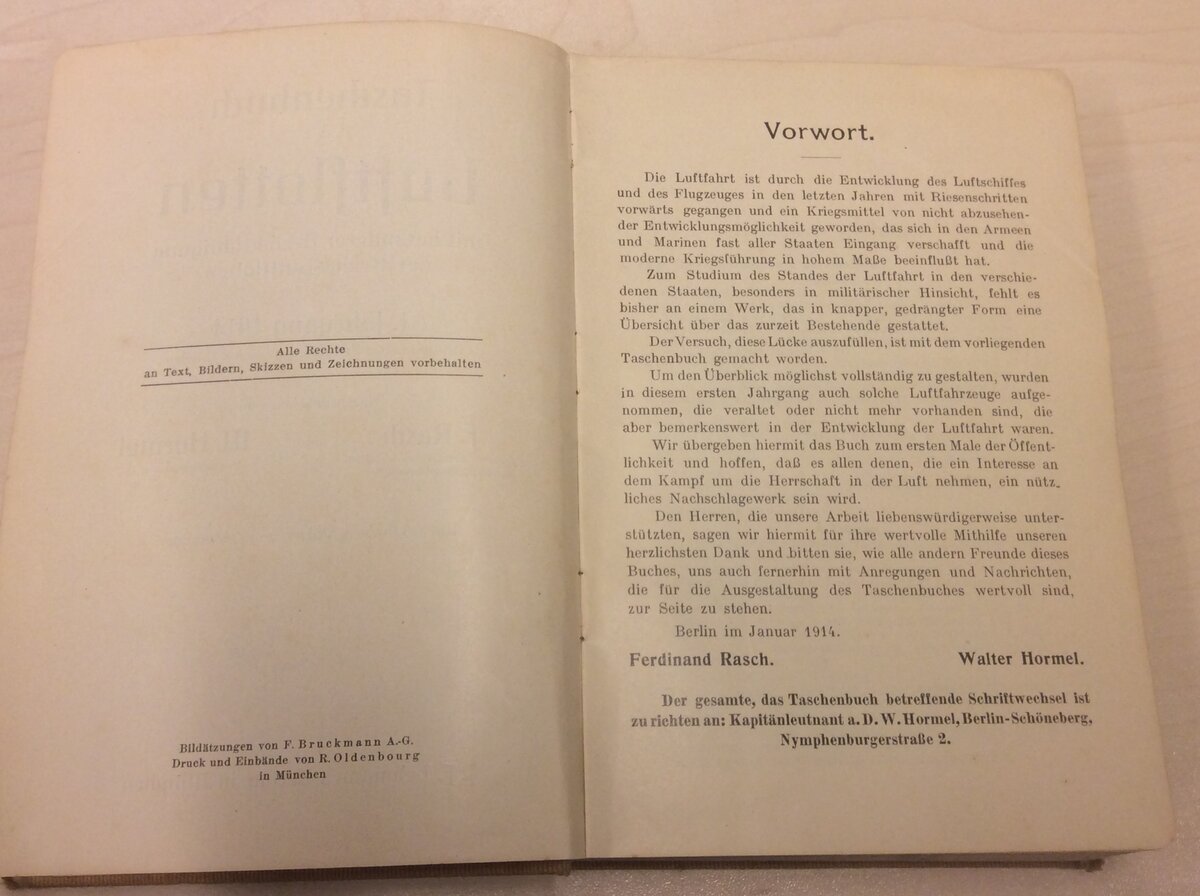 Alle Rechte
an Text, Bildern, Skizzen und Zeichnungen vorbehalten
Bildätzungen von F. Bruckmann A.-G.
Druck und Einbände von R. Oldenbourg
in München
Vorwort.
Die Luftfahrt ist durch die Entwicklung des Luftschiffes
und des Flugzeuges in den letzten Jahren mit Riesenschritten
vorwärts gegangen und ein Kriegsmittel von nicht abzusehen-
der Entwicklungsmöglichkeit geworden, das sich in den Armeen
und Marinen fast aller Staaten Eingang verschafft und die
moderne Kriegsführung in hohem Maße beeinflußt hat.
Zum Studium des Standes der Luftfahrt in den verschie-
denen Staaten, besonders in militärischer Hinsicht, fehlt es
bisher an einem Werk, das in knapper, gedrängter Form eine
Übersicht über das zurzeit Bestehende gestattet.
Der Versuch, diese Lücke auszufüllen, ist mit dem vorliegenden
Taschenbuch gemacht worden.
Um den Überblick möglichst vollständig zu gestalten, wurden
in diesem ersten Jahrgang auch solche Luftfahrzeuge aufge-
nommen, die veraltet oder nicht mehr vorhanden sind, die
aber bemerkenswert in der Entwicklung der Luftfahrt waren.
Wir übergeben hiermit das Buch zum ersten Male der Öffent-
lichkeit und hoffen, daß es allen denen, die ein Interesse an
dem Kampf um die Herrschaft in der Luft nehmen, ein nütz-
liches Nachschlagewerk sein wird.
Den Herren, die unsere Arbeit liebenswürdigerweise unter-
stützten, sagen wir hiermit für ihre wertvolle Mithilfe unseren
herzlichsten Dank und bitten sie, wie alle andern Freunde dieses
Buches, uns auch fernerhin mit Anregungen und Nachrichten,
die für die Ausgestaltung des Taschenbuches wertvoll sind,
zur Seite zu stehen.
Berlin im Januar 1914.
Ferdinand Rasch. Walter Hormel.
Der gesamte, das Taschenbuch betreffende Schriftwechsel ist
zu richten an: Kapitänleutnant a. D. W. Hormel, Berlin-Schöneberg,
Nymphenburgerstraße 2.